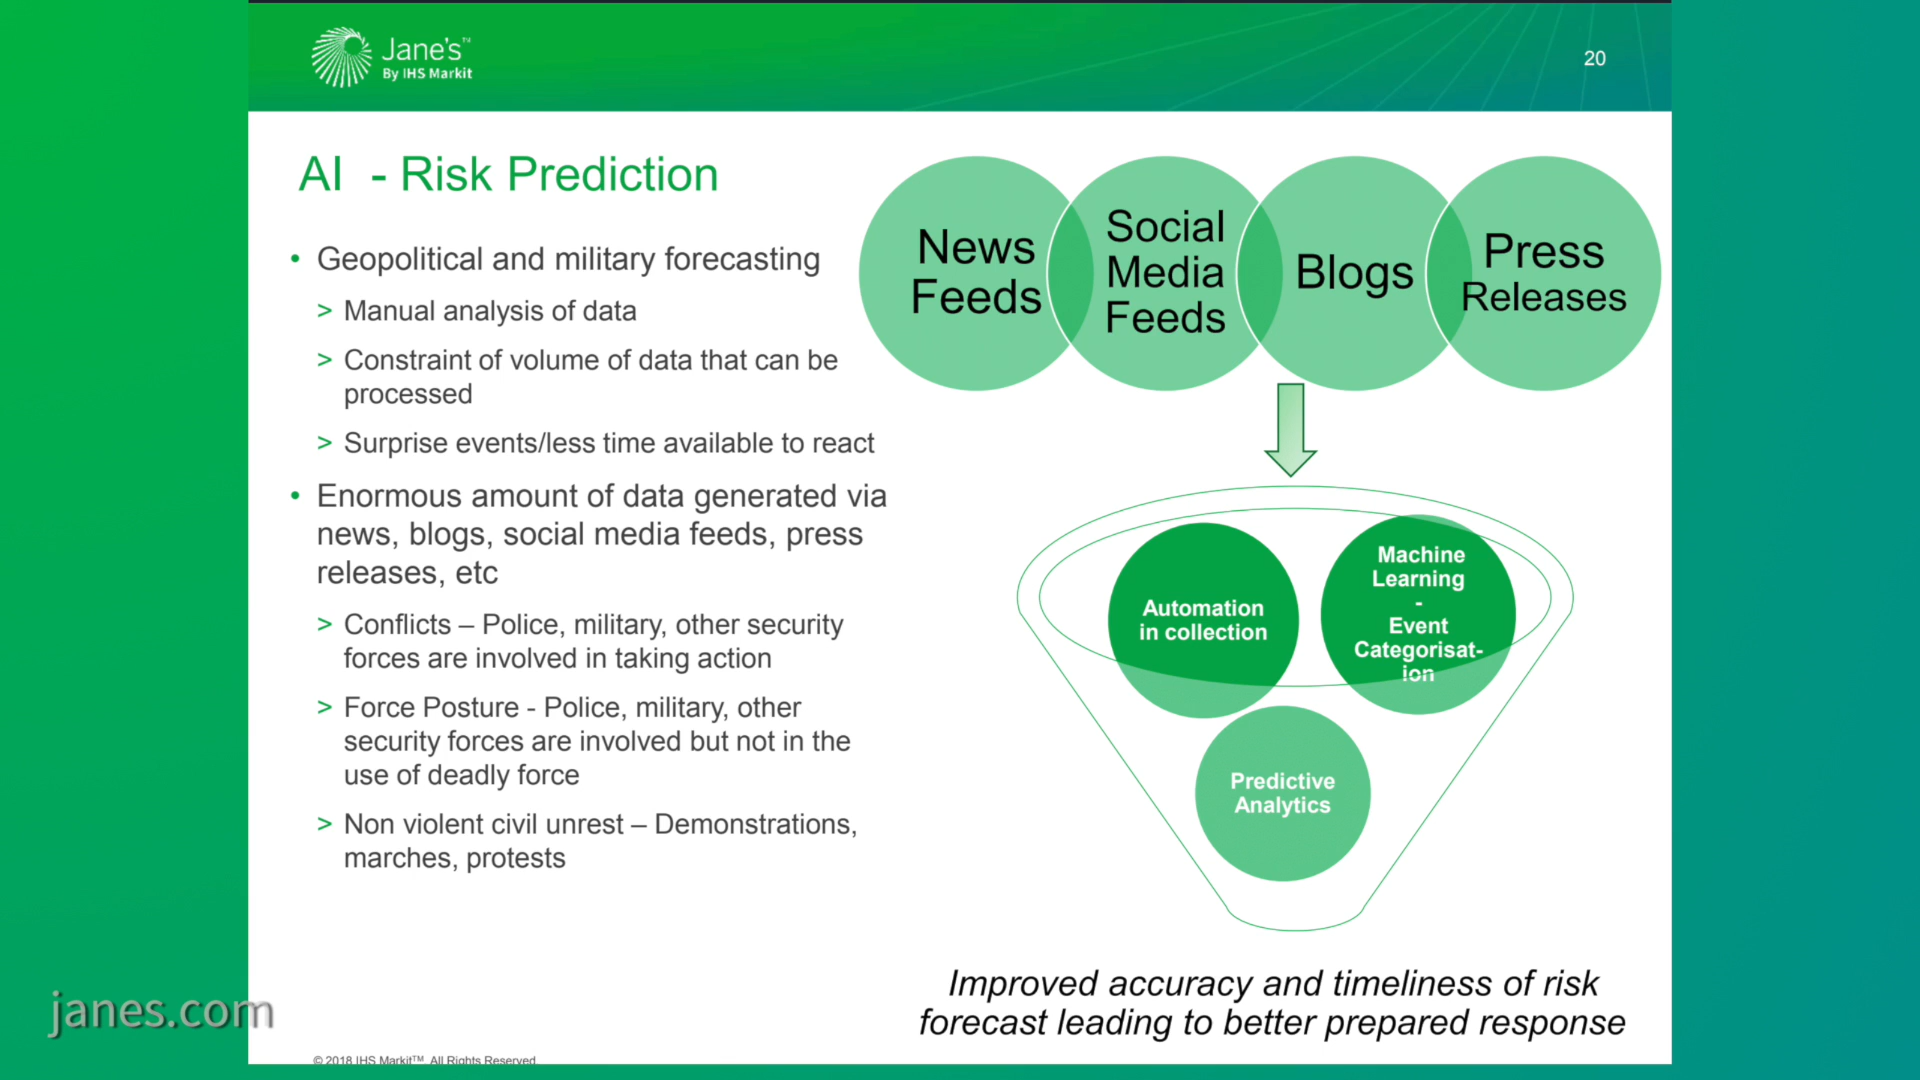 Jane's™
By IHS Markit
20
AI - Risk Prediction
• Geopolitical and military forecasting
> Manual analysis of data
> Constraint of volume of data that can be
processed
> Surprise events/less time available to react
• Enormous amount of data generated via
news, blogs, social media feeds, press
releases, etc
> Conflicts – Police, military, other security
forces are involved in taking action
> Force Posture - Police, military, other
security forces are involved but not in the
use of deadly force
> Non violent civil unrest – Demonstrations,
marches, protests
News
Feeds
Social
Media
Feeds
Blogs
Press
Releases
Automation
in collection
Machine
Learning
-
Event
Categorisat-
ion
Predictive
Analytics
Improved accuracy and timeliness of risk
forecast leading to better prepared response
janes.com
© 2018 IHS Markit™. All Rights Reserved.